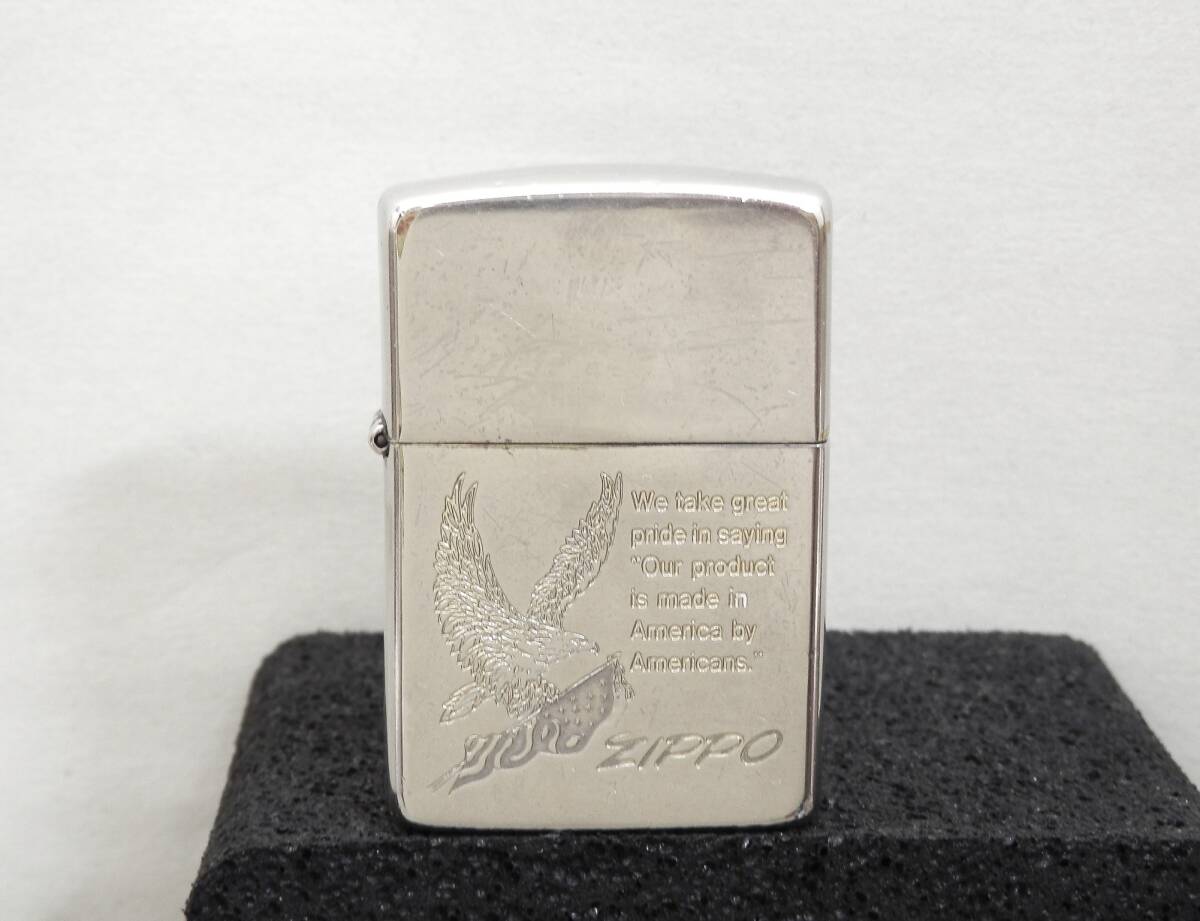 We take great
pride in saying
"Our product
is made in
America by
Americans."
ZIPPO